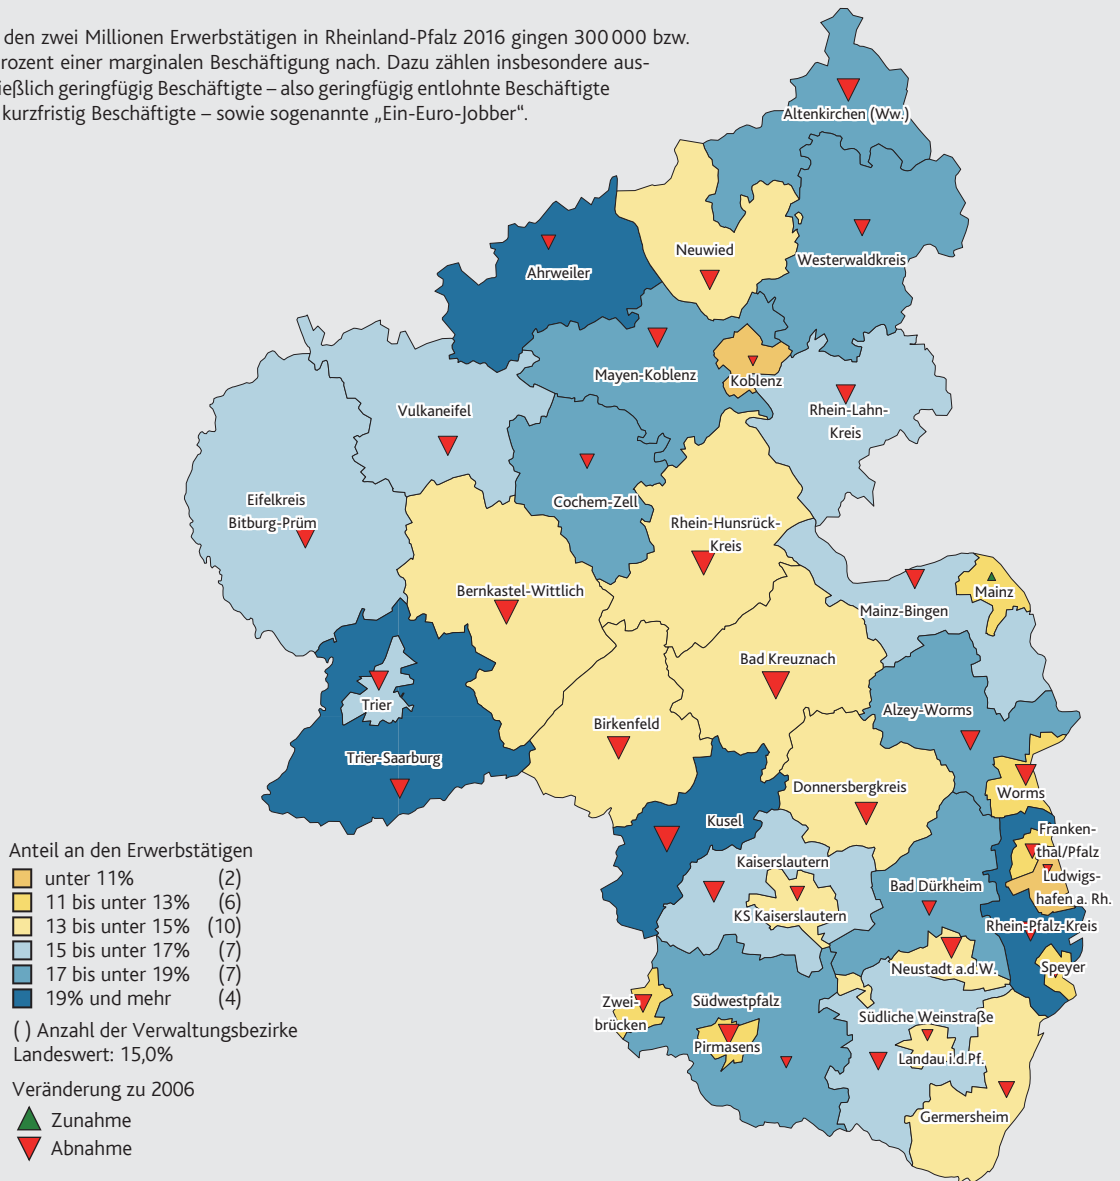 den zwei Millionen Erwerbstätigen in Rheinland-Pfalz 2016 gingen 300 000 bzw.
rozent einer marginalen Beschäftigung nach. Dazu zählen insbesondere aus-
ießlich geringfügig Beschäftigte – also geringfügig entlohnte Beschäftigte
kurzfristig Beschäftigte – sowie sogenannte „Ein-Euro-Jobber“.
Altenkirchen (Ww.)
Neuwied
Westerwaldkreis
Ahrweiler
Mayen-Koblenz
Koblenz
Rhein-Lahn-
Kreis
Vulkaneifel
Cochem-Zell
Eifelkreis
Bitburg-Prüm
Rhein-Hunsrück-
Kreis
Bernkastel-Wittlich
Mainz
Mainz-Bingen
Bad Kreuznach
Trier
Alzey-Worms
Birkenfeld
Trier-Saarburg
Donnersbergkreis
Worms
Kusel
Franken-
thal/Pfalz
Kaiserslautern
Ludwigs-
hafen a. Rh.
Bad Dürkheim
KS Kaiserslautern
Rhein-Pfalz-Kreis
Neustadt a.d.W.
Speyer
Zwei-
brücken
Südwestpfalz
Südliche Weinstraße
Pirmasens
Landau i.d.Pf.
Germersheim
Anteil an den Erwerbstätigen
unter 11% (2)
11 bis unter 13% (6)
13 bis unter 15% (10)
15 bis unter 17% (7)
17 bis unter 19% (7)
19% und mehr (4)
( ) Anzahl der Verwaltungsbezirke
Landeswert: 15,0%
Veränderung zu 2006
Zunahme
Abnahme